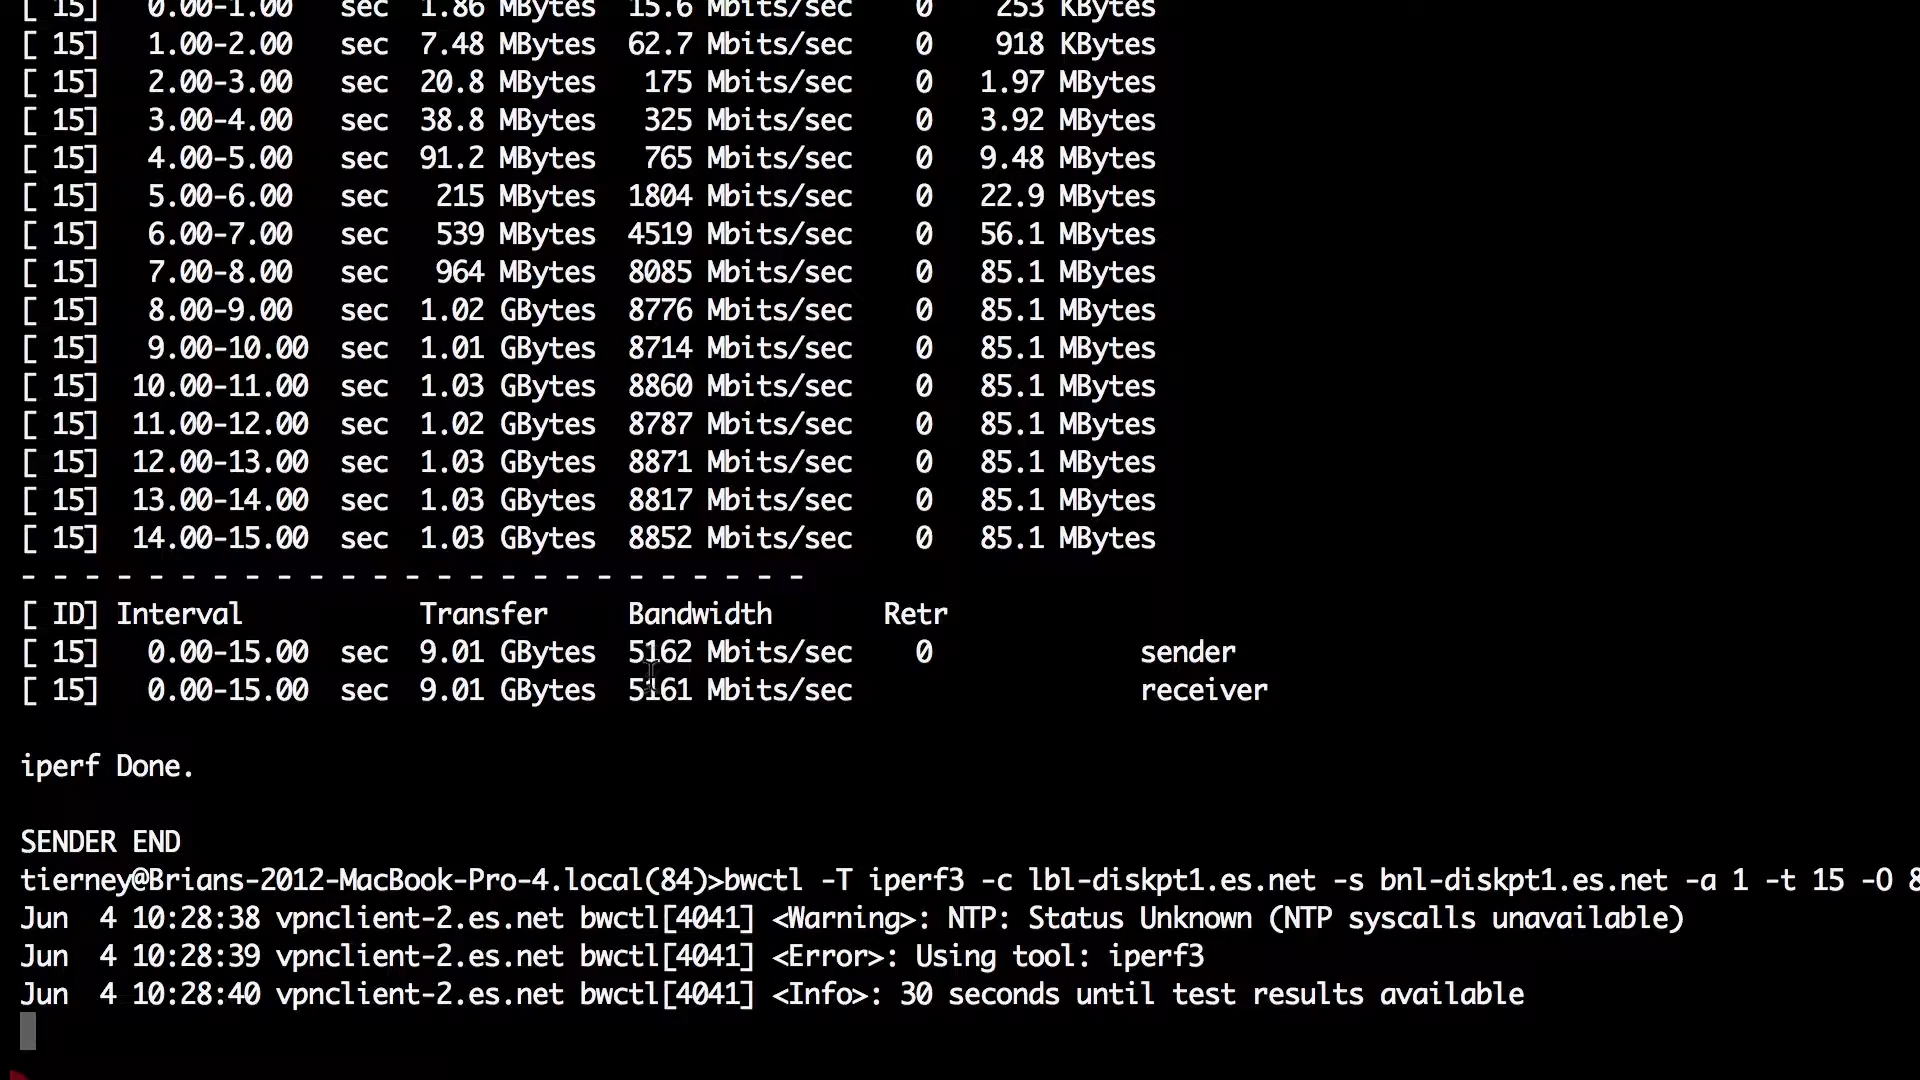 [ 15]   0.00-1.00   sec  1.86 MBytes  15.6 Mbits/sec    0    253 KBytes
[ 15]   1.00-2.00   sec  7.48 MBytes  62.7 Mbits/sec    0    918 KBytes
[ 15]   2.00-3.00   sec  20.8 MBytes   175 Mbits/sec    0   1.97 MBytes
[ 15]   3.00-4.00   sec  38.8 MBytes   325 Mbits/sec    0   3.92 MBytes
[ 15]   4.00-5.00   sec  91.2 MBytes   765 Mbits/sec    0   9.48 MBytes
[ 15]   5.00-6.00   sec   215 MBytes  1804 Mbits/sec    0   22.9 MBytes
[ 15]   6.00-7.00   sec   539 MBytes  4519 Mbits/sec    0   56.1 MBytes
[ 15]   7.00-8.00   sec   964 MBytes  8085 Mbits/sec    0   85.1 MBytes
[ 15]   8.00-9.00   sec  1.02 GBytes  8776 Mbits/sec    0   85.1 MBytes
[ 15]   9.00-10.00  sec  1.01 GBytes  8714 Mbits/sec    0   85.1 MBytes
[ 15]  10.00-11.00  sec  1.03 GBytes  8860 Mbits/sec    0   85.1 MBytes
[ 15]  11.00-12.00  sec  1.02 GBytes  8787 Mbits/sec    0   85.1 MBytes
[ 15]  12.00-13.00  sec  1.03 GBytes  8871 Mbits/sec    0   85.1 MBytes
[ 15]  13.00-14.00  sec  1.03 GBytes  8817 Mbits/sec    0   85.1 MBytes
[ 15]  14.00-15.00  sec  1.03 GBytes  8852 Mbits/sec    0   85.1 MBytes
- - - - - - - - - - - - - - - - - - - - - - - - -
[ ID] Interval           Transfer     Bandwidth       Retr
[ 15]   0.00-15.00  sec  9.01 GBytes  5162 Mbits/sec    0             sender
[ 15]   0.00-15.00  sec  9.01 GBytes  5161 Mbits/sec                  receiver
iperf Done.
SENDER END
tierney@Brians-2012-MacBook-Pro-4.local(84)>bwctl -T iperf3 -c lbl-diskpt1.es.net -s bnl-diskpt1.es.net -a 1 -t 15 -O 8
Jun  4 10:28:38 vpnclient-2.es.net bwctl[4041] <Warning>: NTP: Status Unknown (NTP syscalls unavailable)
Jun  4 10:28:39 vpnclient-2.es.net bwctl[4041] <Error>: Using tool: iperf3
Jun  4 10:28:40 vpnclient-2.es.net bwctl[4041] <Info>: 30 seconds until test results available